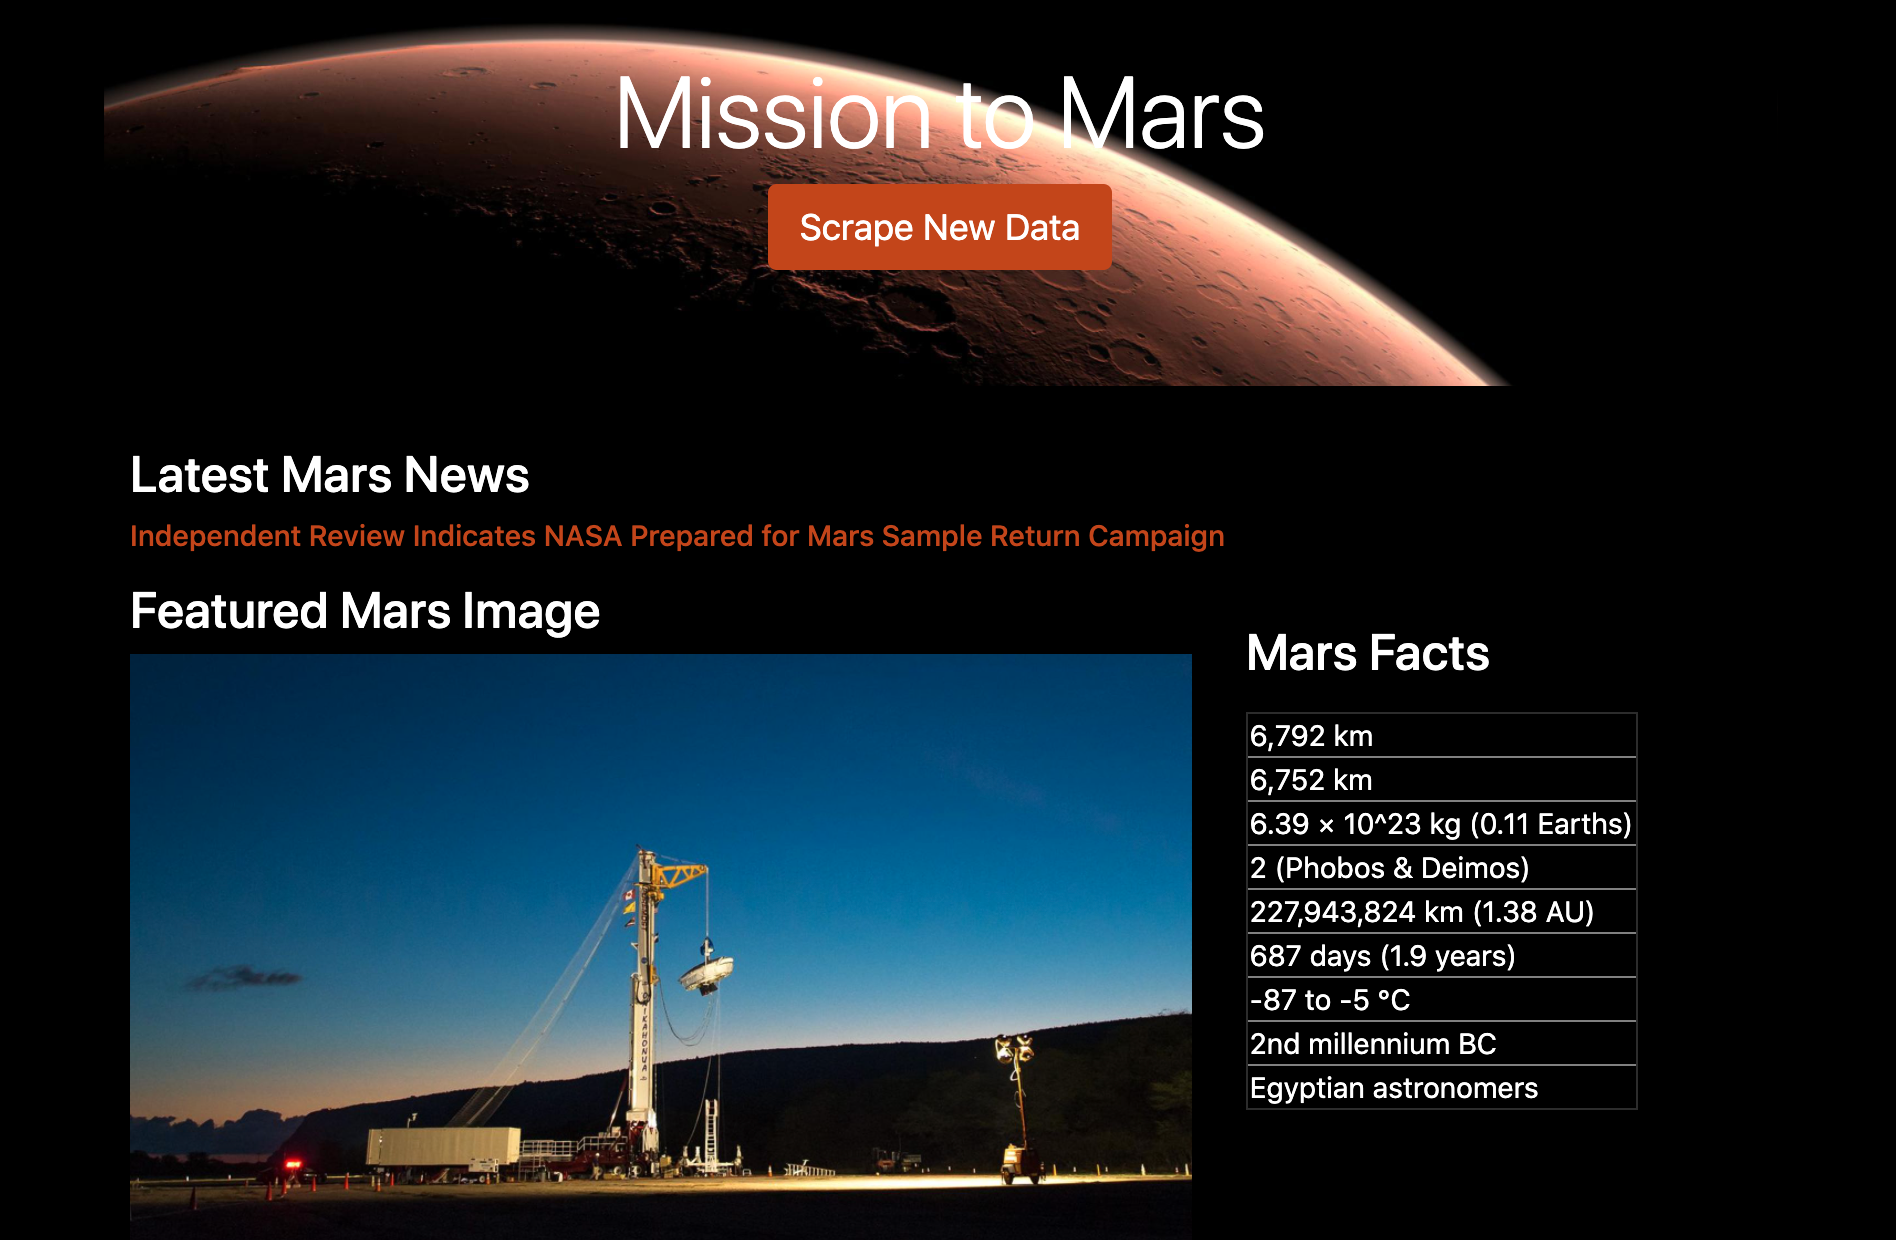 Mission to Mars
Scrape New Data
Latest Mars News
Independent Review Indicates NASA Prepared for Mars Sample Return Campaign
Featured Mars Image
Mars Facts
6,792 km
6,752 km
6.39 × 10^23 kg (0.11 Earths)
2 (Phobos & Deimos)
227,943,824 km (1.38 AU)
687 days (1.9 years)
-87 to -5 °C
2nd millennium BC
Egyptian astronomers